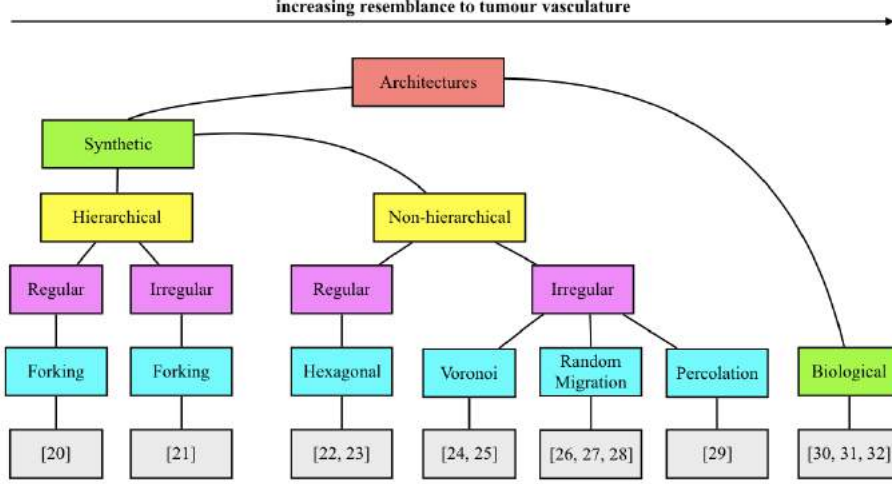 increasing resemblance to tumour vasculature
Architectures
Synthetic
Hierarchical
Non-hierarchical
Regular
Irregular
Regular
Irregular
Forking
Forking
Hexagonal
Voronoi
Random
Migration
Percolation
Biological
[20]
[21]
[22, 23]
[24, 25]
[26, 27, 28]
[29]
[30, 31, 32]